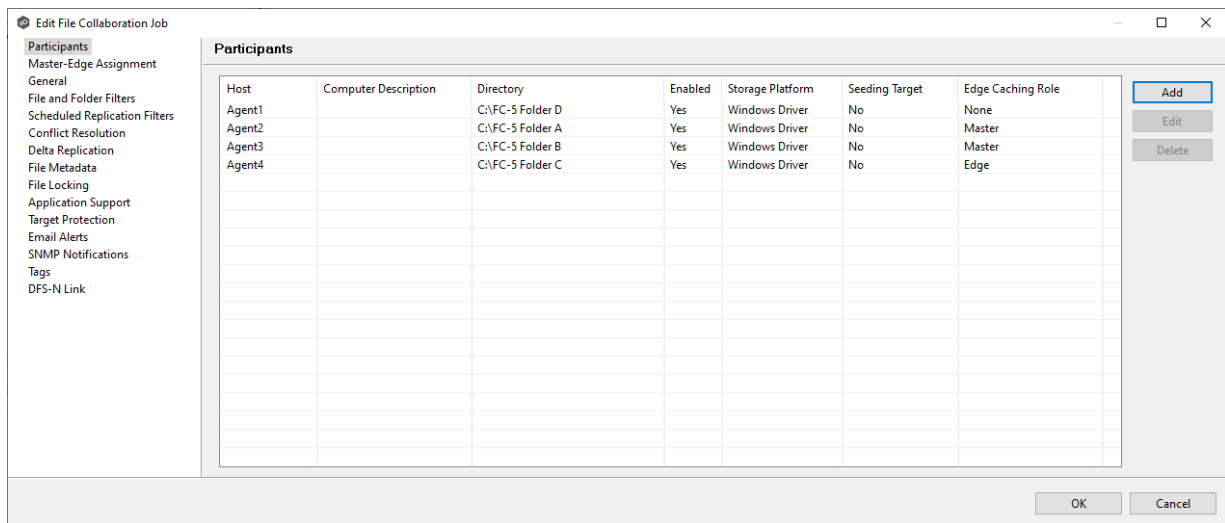 Edit File Collaboration Job
Participants
Master-Edge Assignment
General
File and Folder Filters
Scheduled Replication Filters
Conflict Resolution
Delta Replication
File Metadata
File Locking
Application Support
Target Protection
Email Alerts
SNMP Notifications
Tags
DFS-N Link
Participants
Host Computer Description Directory Enabled Storage Platform Seeding Target Edge Caching Role
Agent1 C:\FC-5 Folder D Yes Windows Driver No None
Agent2 C:\FC-5 Folder A Yes Windows Driver No Master
Agent3 C:\FC-5 Folder B Yes Windows Driver No Master
Agent4 C:\FC-5 Folder C Yes Windows Driver No Edge
Add
Edit
Delete
OK Cancel